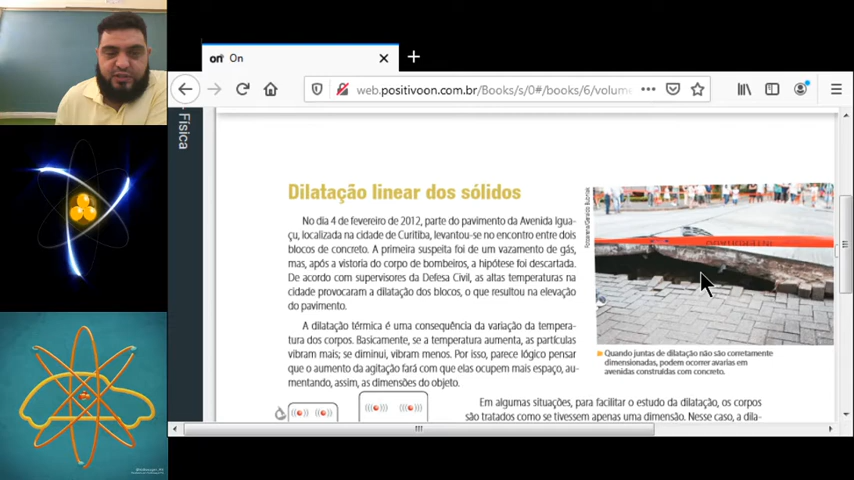 on On
web.positivoon.com.br/Books/s/0#/books/6/volume
Física
Dilatação linear dos sólidos
No dia 4 de fevereiro de 2012, parte do pavimento da Avenida Igua-
çu, localizada na cidade de Curitiba, levantou-se no encontro entre dois
blocos de concreto. A primeira suspeita foi de um vazamento de gás,
mas, após a vistoria do corpo de bombeiros, a hipótese foi descartada.
De acordo com supervisores da Defesa Civil, as altas temperaturas na
cidade provocaram a dilatação dos blocos, o que resultou na elevação
do pavimento.
A dilatação térmica é uma consequência da variação da tempera-
tura dos corpos. Basicamente, se a temperatura aumenta, as partículas
vibram mais; se diminui, vibram menos. Por isso, parece lógico pensar
que o aumento da agitação fará com que elas ocupem mais espaço, au-
mentando, assim, as dimensões do objeto.
Quando juntas de dilatação não são corretamente
dimensionadas, podem ocorrer avarias em
avenidas construídas com concreto.
Em algumas situações, para facilitar o estudo da dilatação, os corpos
são tratados como se tivessem apenas uma dimensão. Nesse caso, a dila-